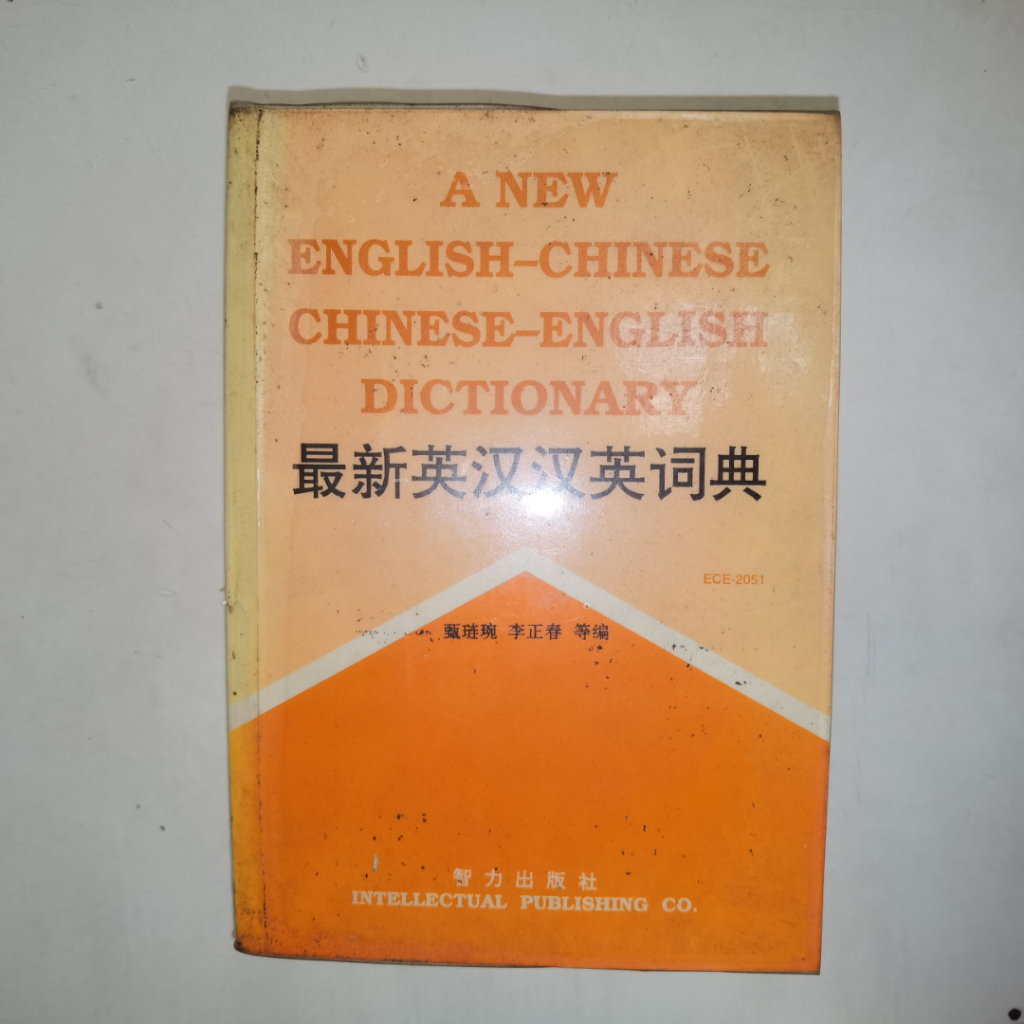 A NEW
ENGLISH–CHINESE
CHINESE–ENGLISH
DICTIONARY
最新英汉汉英词典
ECE-2051
甄琏琬 李正春 等编
智力出版社
INTELLECTUAL PUBLISHING CO.